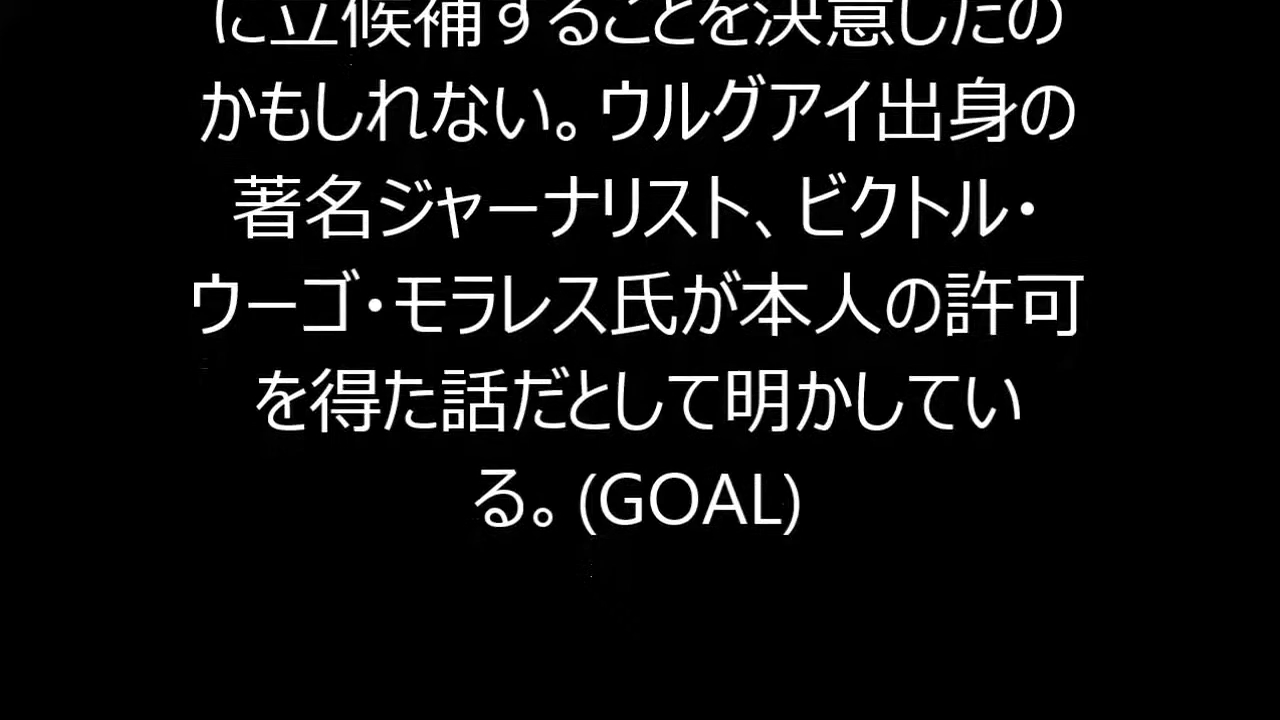 に立候補することを決意したの
かもしれない。ウルグアイ出身の
著名ジャーナリスト、ビクトル・
ウーゴ・モラレス氏が本人の許可
を得た話だとして明かしてい
る。(GOAL)